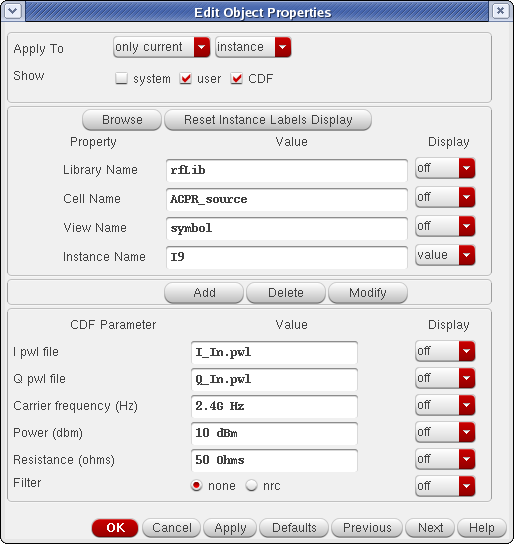 Edit Object Properties
Apply To only current instance
Show system user CDF
Browse Reset Instance Labels Display
Property Value Display
Library Name rfLib off
Cell Name ACPR_source off
View Name symbol off
Instance Name I9 value
Add Delete Modify
CDF Parameter Value Display
I pwl file I_In.pwl off
Q pwl file Q_In.pwl off
Carrier frequency (Hz) 2.4G Hz off
Power (dbm) 10 dBm off
Resistance (ohms) 50 Ohms off
Filter none nrc off
OK Cancel Apply Defaults Previous Next Help